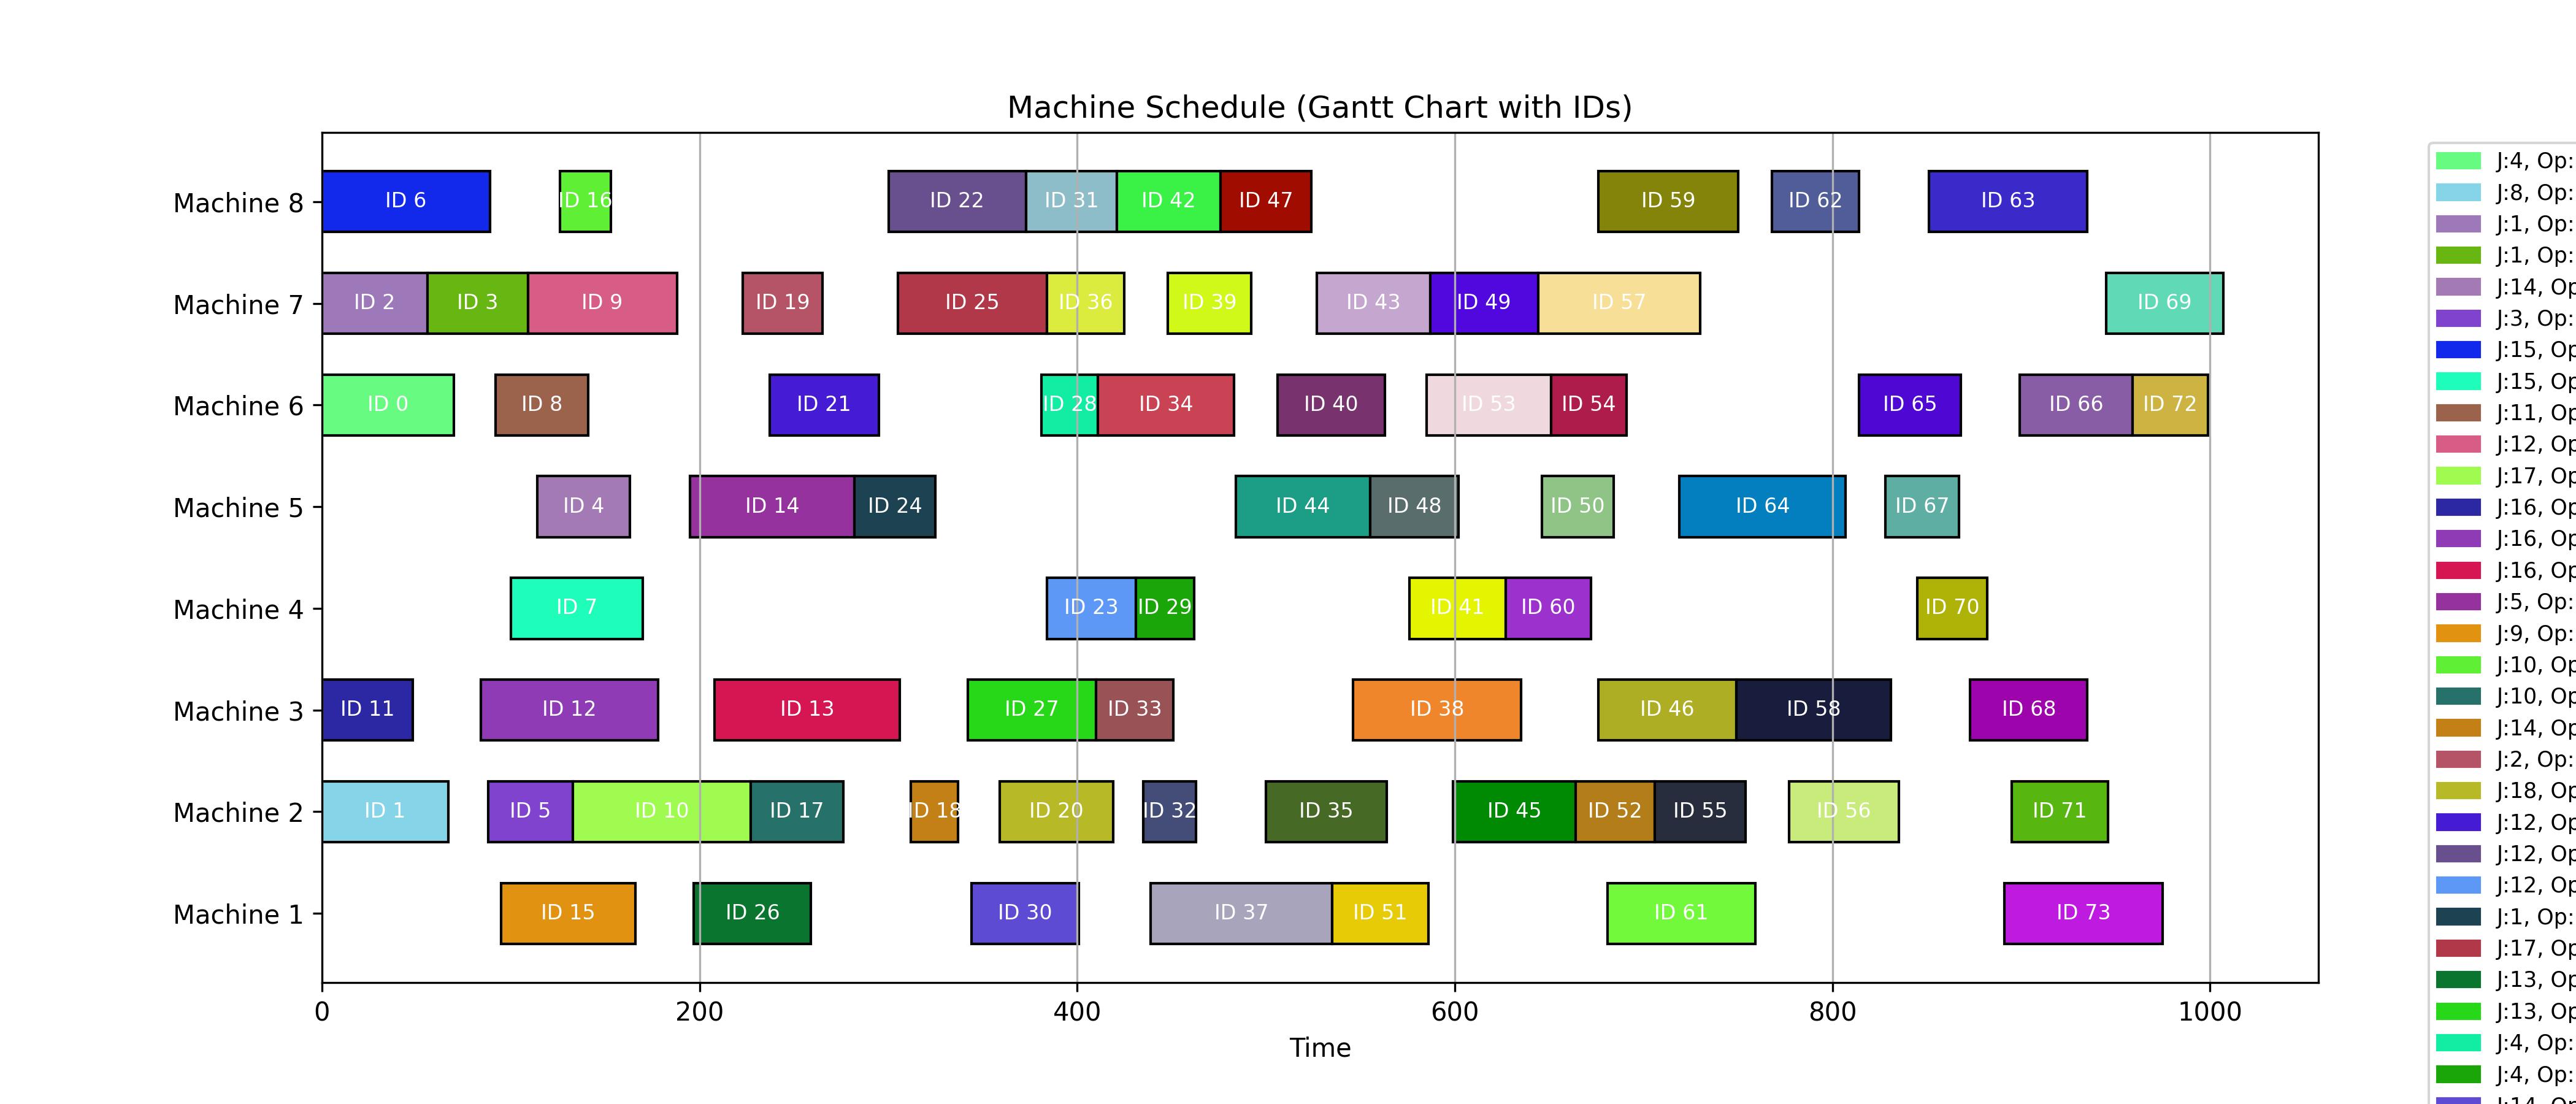 Machine Schedule (Gantt Chart with IDs)
Machine 8
ID 6
ID 16
ID 22
ID 31
ID 42
ID 47
ID 59
ID 62
ID 63
Machine 7
ID 2
ID 3
ID 9
ID 19
ID 25
ID 36
ID 39
ID 43
ID 49
ID 57
ID 69
Machine 6
ID 0
ID 8
ID 21
ID 28
ID 34
ID 40
ID 53
ID 54
ID 65
ID 66
ID 72
Machine 5
ID 4
ID 14
ID 24
ID 44
ID 48
ID 50
ID 64
ID 67
Machine 4
ID 7
ID 23
ID 29
ID 41
ID 60
ID 70
Machine 3
ID 11
ID 12
ID 13
ID 27
ID 33
ID 38
ID 46
ID 58
ID 68
Machine 2
ID 1
ID 5
ID 10
ID 17
ID 18
ID 20
ID 32
ID 35
ID 45
ID 52
ID 55
ID 56
ID 71
Machine 1
ID 15
ID 26
ID 30
ID 37
ID 51
ID 61
ID 73
0
200
400
600
800
1000
Time
J:4, Op:
J:8, Op:
J:1, Op:
J:1, Op:
J:14, Op
J:3, Op:
J:15, Op
J:15, Op
J:11, Op
J:12, Op
J:17, Op
J:16, Op
J:16, Op
J:16, Op
J:5, Op:
J:9, Op:
J:10, Op
J:10, Op
J:14, Op
J:2, Op:
J:18, Op
J:12, Op
J:12, Op
J:12, Op
J:1, Op:
J:17, Op
J:13, Op
J:13, Op
J:4, Op:
J:4, Op: